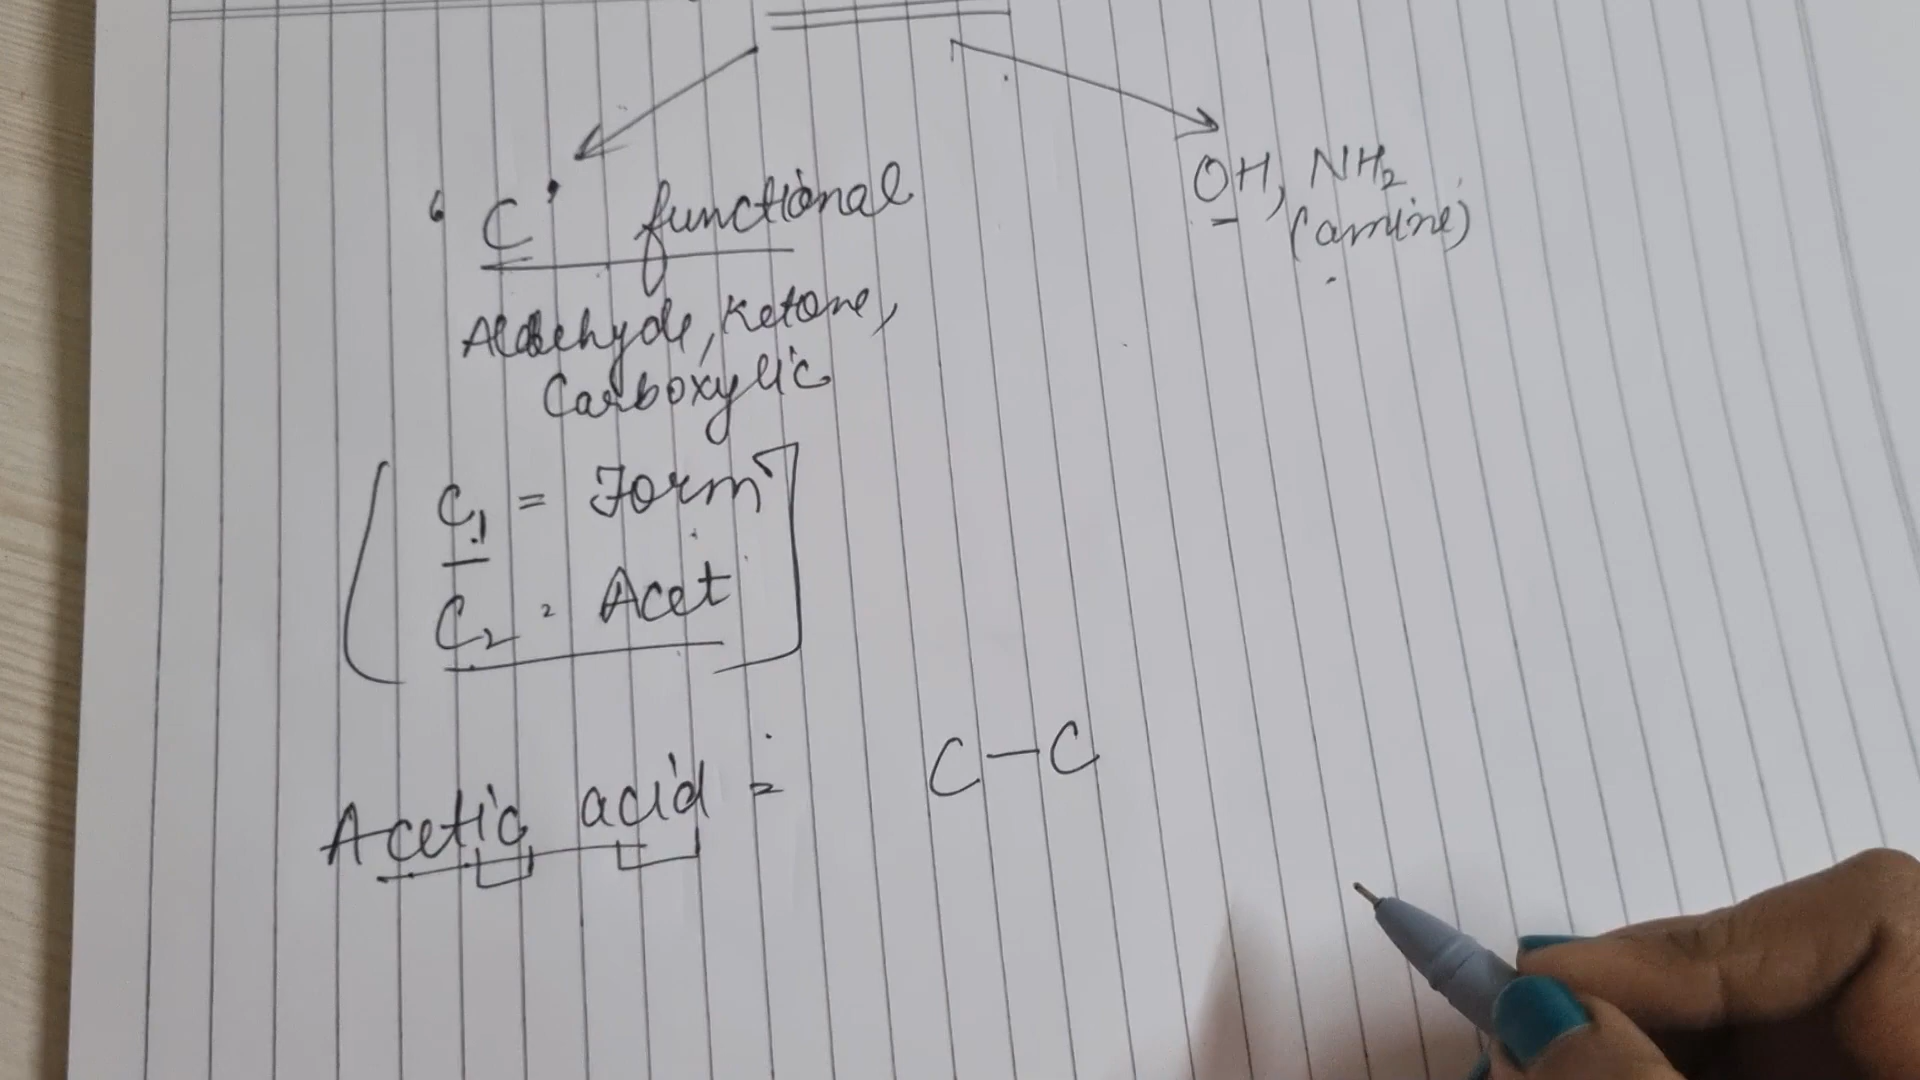 'C' functional
Aldehyde, Ketone,
Carboxylic
OH, NH₂
(amine)
C₁ = Form
C₂ = Acet
Acetic acid = C-C